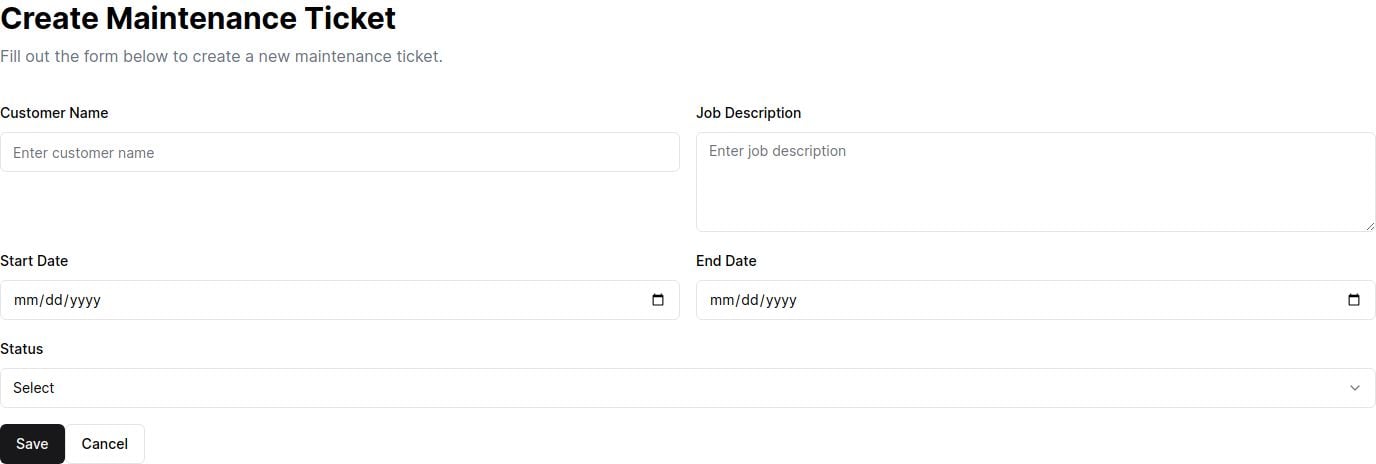 Create Maintenance Ticket
Fill out the form below to create a new maintenance ticket.
Customer Name
Enter customer name
Job Description
Enter job description
Start Date
mm/dd/yyyy
End Date
mm/dd/yyyy
Status
Select
Save
Cancel